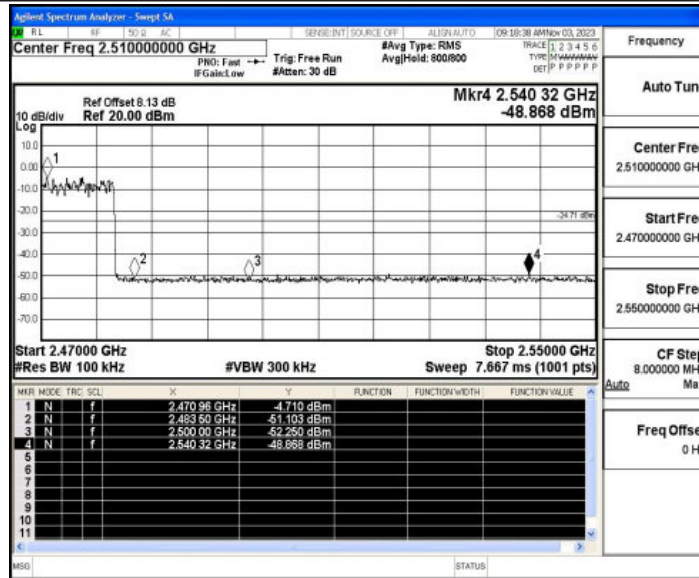 Agilent Spectrum Analyzer - Swept SA
RL RF 50 Ω AC SENSE:INT SOURCE OFF ALIGN AUTO 09:18:38 AM Nov 03, 2023
Center Freq 2.510000000 GHz
#Avg Type: RMS
Avg|Hold: 800/800
TRACE 1 2 3 4 5 6
TYPE MWWWWW
DET P P P P P P
PNO: Fast
IFGain:Low
Trig: Free Run
#Atten: 30 dB
Ref Offset 8.13 dB
Ref 20.00 dBm
Mkr4 2.540 32 GHz
-48.868 dBm
10 dB/div
Log
10.0
0.00
-10.0
-20.0
-30.0
-40.0
-50.0
-60.0
-70.0
1
2
3
4
-24.71 dBm
Start 2.47000 GHz
Stop 2.55000 GHz
#Res BW 100 kHz
#VBW 300 kHz
Sweep 7.667 ms (1001 pts)
MKR MODE TRC SCL X Y FUNCTION FUNCTION WIDTH FUNCTION VALUE
1 N f 2.470 96 GHz -4.710 dBm
2 N f 2.483 50 GHz -51.103 dBm
3 N f 2.500 00 GHz -52.250 dBm
4 N f 2.540 32 GHz -48.868 dBm
5
6
7
8
9
10
11
MSG
STATUS
Frequency
Auto Tun
Center Fre
2.510000000 GH
Start Fre
2.470000000 GH
Stop Fre
2.550000000 GH
CF Step
8.000000 MH
Auto Ma
Freq Offse
0 H